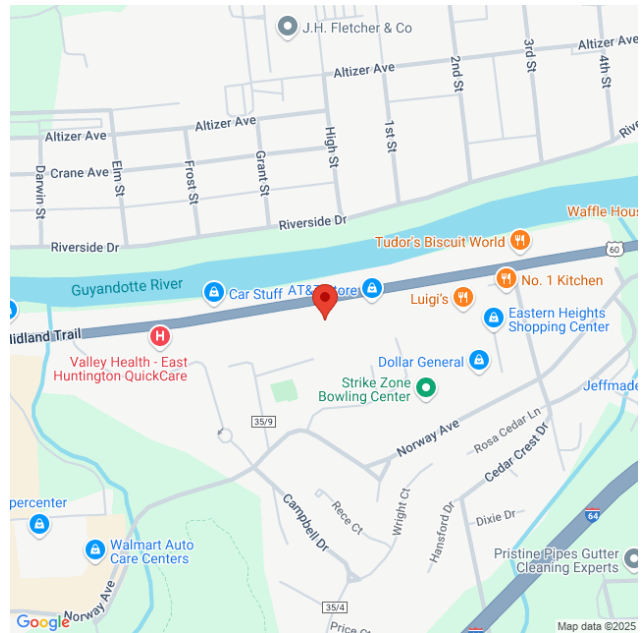 J.H. Fletcher & Co
Altizer Ave
3rd St
4th St
2nd St
Altizer Ave
Altizer Ave
1st St
High St
Crane Ave
Grant St
Frost St
Elm St
Darwin St
Riverside Dr
Riverside Dr
Waffle Hous
Tudor's Biscuit World
60
Guyandotte River
No. 1 Kitchen
Car Stuff
AT&T Store
Luigi's
Eastern Heights
Shopping Center
Midland Trail
H
Valley Health - East
Huntington QuickCare
Dollar General
Strike Zone
Bowling Center
Jeffmade
35/9
Norway Ave
Rosa Cedar Ln
Cedar Crest Dr
Campbell Dr
Rece Ct
Wright Ct
Hansford Dr
Dixie Dr
64
percenter
Walmart Auto
Care Centers
Pristine Pipes Gutter
Cleaning Experts
Norway Ave
35/4
Price Ct
Google
Map data ©2025